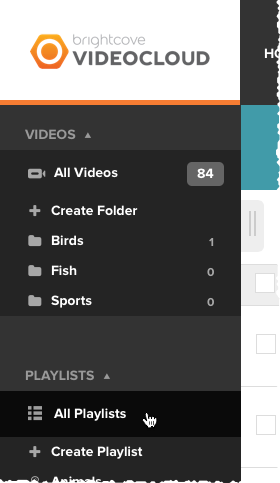 brightcove
VIDEOCLOUD
HO
VIDEOS
All Videos 84
Create Folder
Birds 1
Fish 0
Sports 0
PLAYLISTS
All Playlists
Create Playlist
Animals